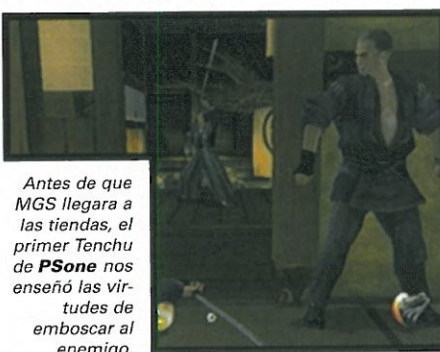 Antes de que
MGS llegara a
las tiendas, el
primer Tenchu
de PSone nos
enseñó las vir-
tudes de
emboscar al
enemigo.